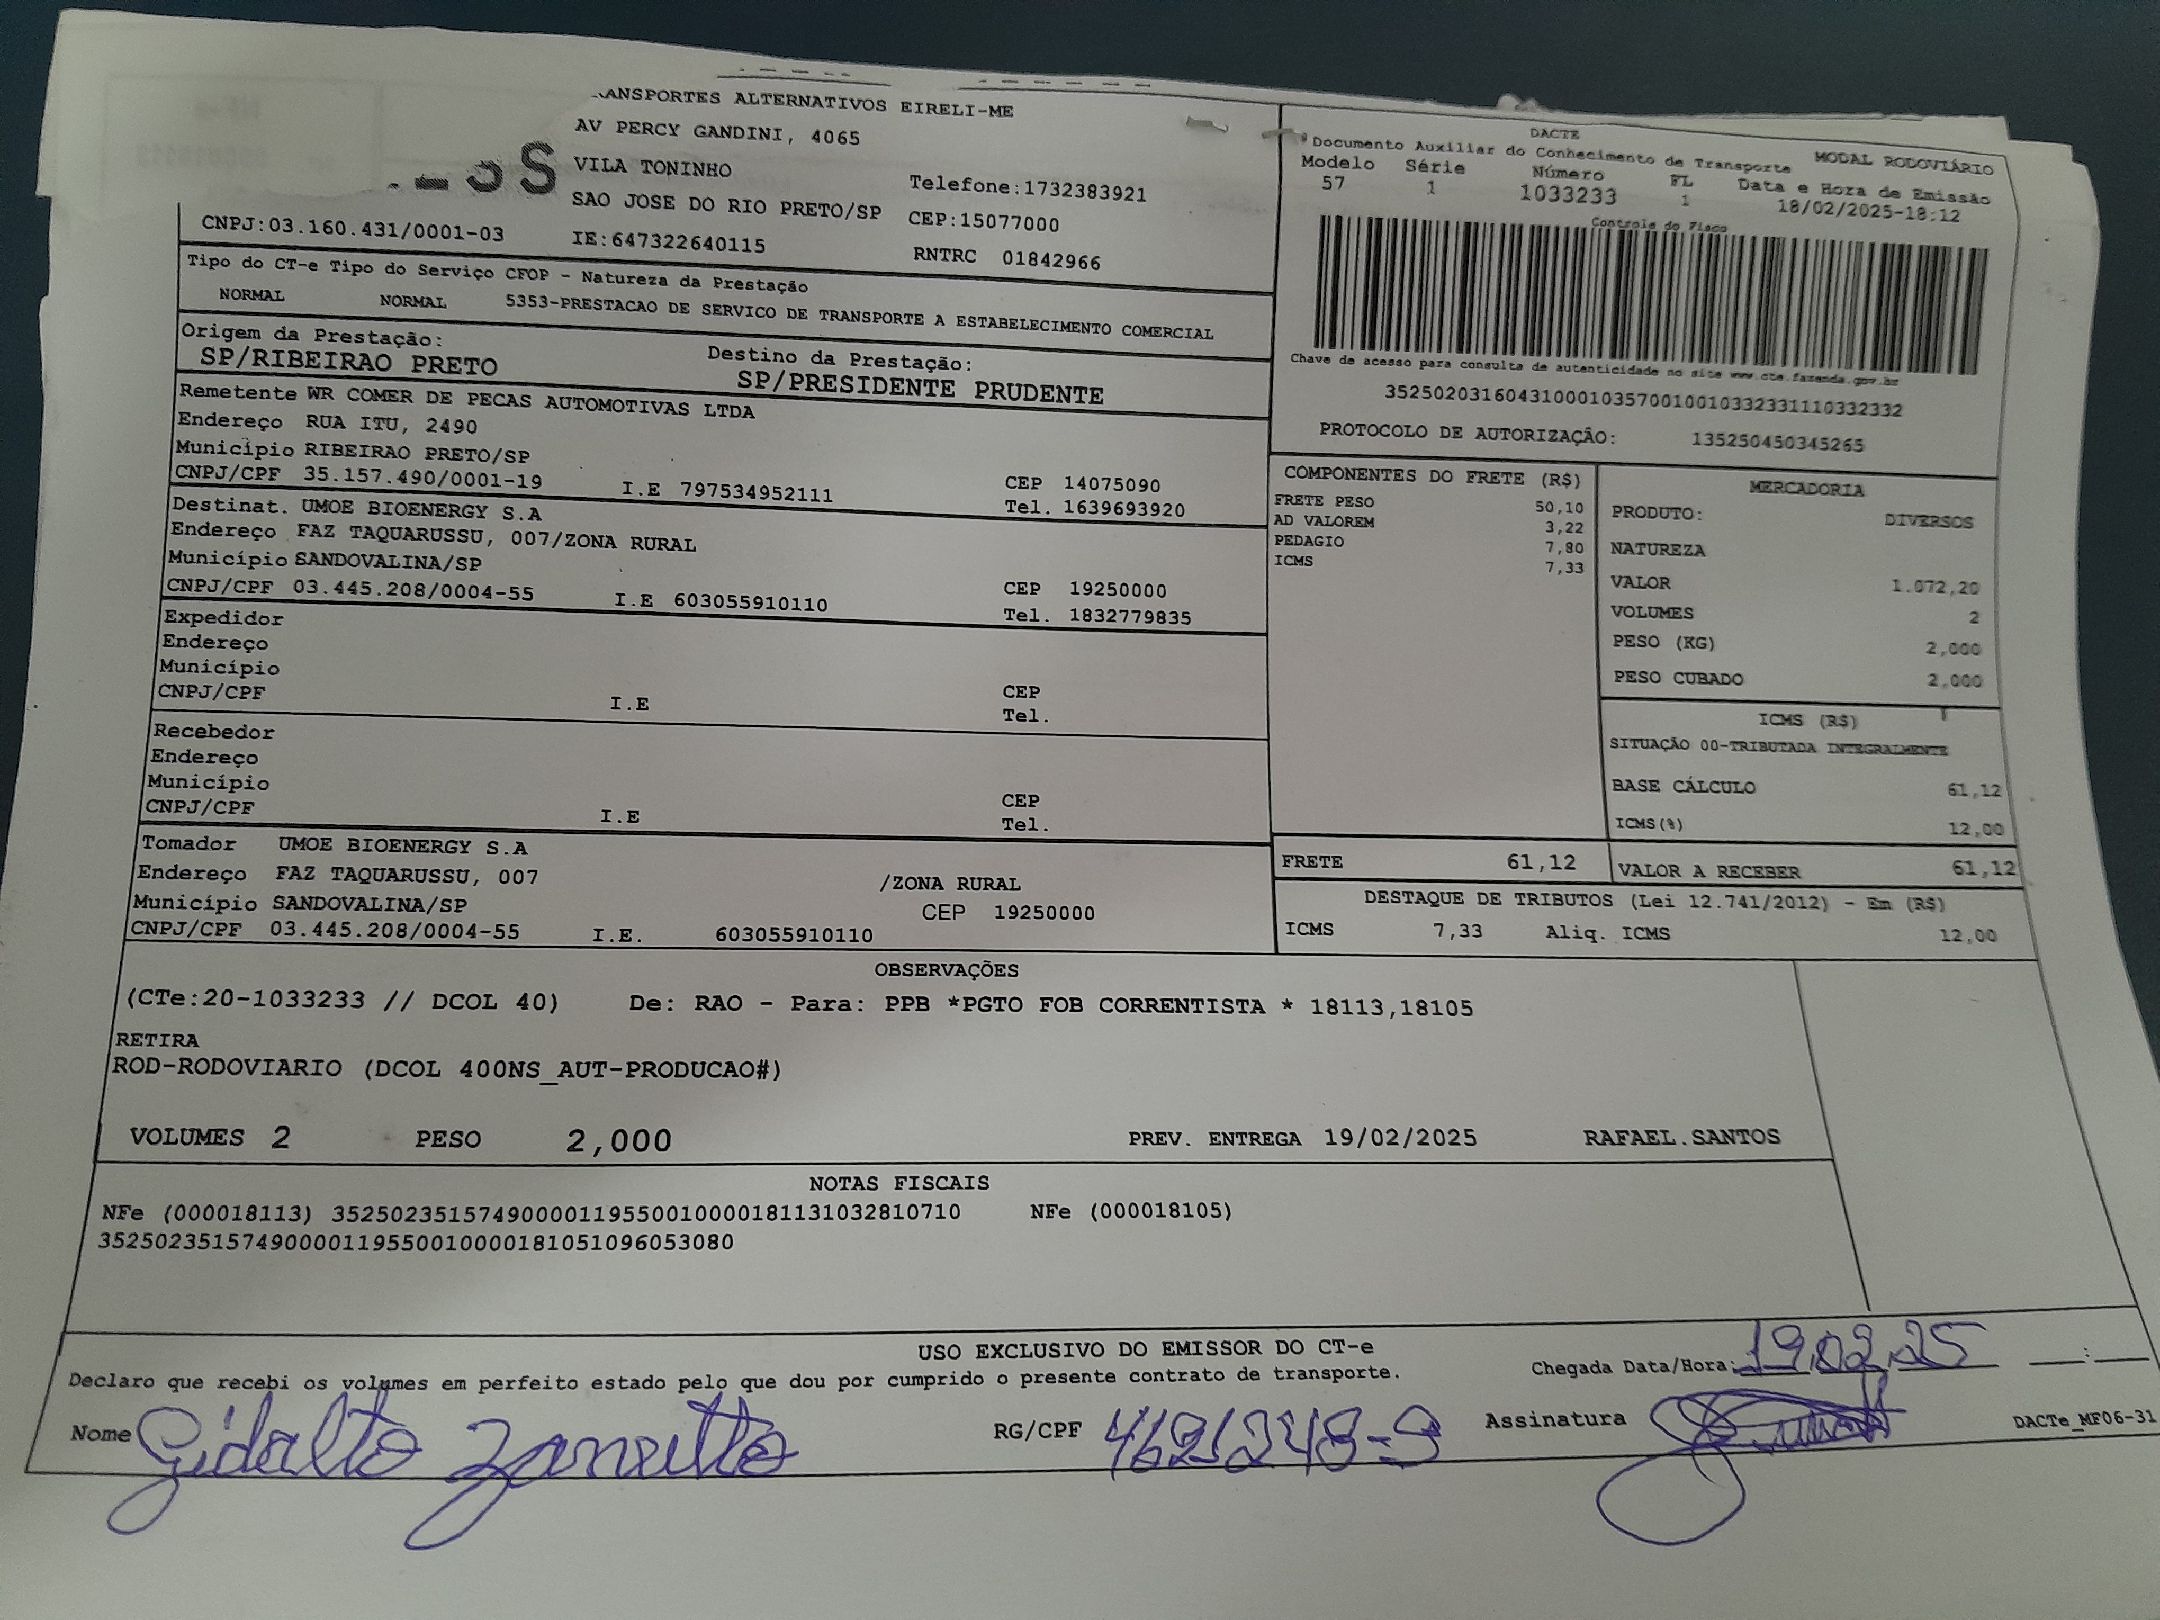 TRANSPORTES ALTERNATIVOS EIRELI-ME
AV PERCY GANDINI, 4065
VILA TONINHO
Telefone:1732383921
SAO JOSE DO RIO PRETO/SP CEP:15077000
CNPJ:03.160.431/0001-03 IE:647322640115 RNTRC 01842966
DACTE
Documento Auxiliar do Conhecimento de Transporte MODAL RODOVIÁRIO
Modelo Série Número FL Data e Hora de Emissão
57 1 1033233 1 18/02/2025-18:12
Controle do Fisco
Chave de acesso para consulta de autenticidade no site www.cte.fazenda.gov.br
35250203160431000103570010010332331110332332
PROTOCOLO DE AUTORIZAÇÃO: 135250450345265
Tipo do CT-e Tipo do Serviço CFOP - Natureza da Prestação
NORMAL NORMAL 5353-PRESTACAO DE SERVICO DE TRANSPORTE A ESTABELECIMENTO COMERCIAL
Origem da Prestação: Destino da Prestação:
SP/RIBEIRAO PRETO SP/PRESIDENTE PRUDENTE
Remetente WR COMER DE PECAS AUTOMOTIVAS LTDA
Endereço RUA ITU, 2490
Município RIBEIRAO PRETO/SP CEP 14075090
CNPJ/CPF 35.157.490/0001-19 I.E 797534952111 Tel. 1639693920
Destinat. UMOE BIOENERGY S.A
Endereço FAZ TAQUARUSSU, 007/ZONA RURAL
Município SANDOVALINA/SP CEP 19250000
CNPJ/CPF 03.445.208/0004-55 I.E 603055910110 Tel. 1832779835
Expedidor
Endereço
Município CEP
CNPJ/CPF I.E Tel.
Recebedor
Endereço
Município CEP
CNPJ/CPF I.E Tel.
Tomador UMOE BIOENERGY S.A
Endereço FAZ TAQUARUSSU, 007 /ZONA RURAL
Município SANDOVALINA/SP CEP 19250000
CNPJ/CPF 03.445.208/0004-55 I.E. 603055910110
COMPONENTES DO FRETE (R$)
FRETE PESO 50,10
AD VALOREM 3,22
PEDAGIO 7,80
ICMS 7,33
MERCADORIA
PRODUTO: DIVERSOS
NATUREZA
VALOR 1.072,20
VOLUMES 2
PESO (KG) 2,000
PESO CUBADO 2,000
ICMS (R$)
SITUAÇÃO 00-TRIBUTADA INTEGRALMENTE
BASE CÁLCULO 61,12
ICMS(%) 12,00
FRETE 61,12 VALOR A RECEBER 61,12
DESTAQUE DE TRIBUTOS (Lei 12.741/2012) - Em (R$)
ICMS 7,33 Aliq. ICMS 12,00
OBSERVAÇÕES
(CTe:20-1033233 // DCOL 40) De: RAO - Para: PPB *PGTO FOB CORRENTISTA * 18113,18105
RETIRA
ROD-RODOVIARIO (DCOL 400NS_AUT-PRODUCAO#)
VOLUMES 2 PESO 2,000 PREV. ENTREGA 19/02/2025 RAFAEL.SANTOS
NOTAS FISCAIS
NFe (000018113) 35250235157490000119550010000181131032810710 NFe (000018105)
35250235157490000119550010000181051096053080
USO EXCLUSIVO DO EMISSOR DO CT-e
Declaro que recebi os volumes em perfeito estado pelo que dou por cumprido o presente contrato de transporte. Chegada Data/Hora: 19 02 25 __:__
Nome Gidalto Zanutto RG/CPF Assinatura DACTe_MF06-31